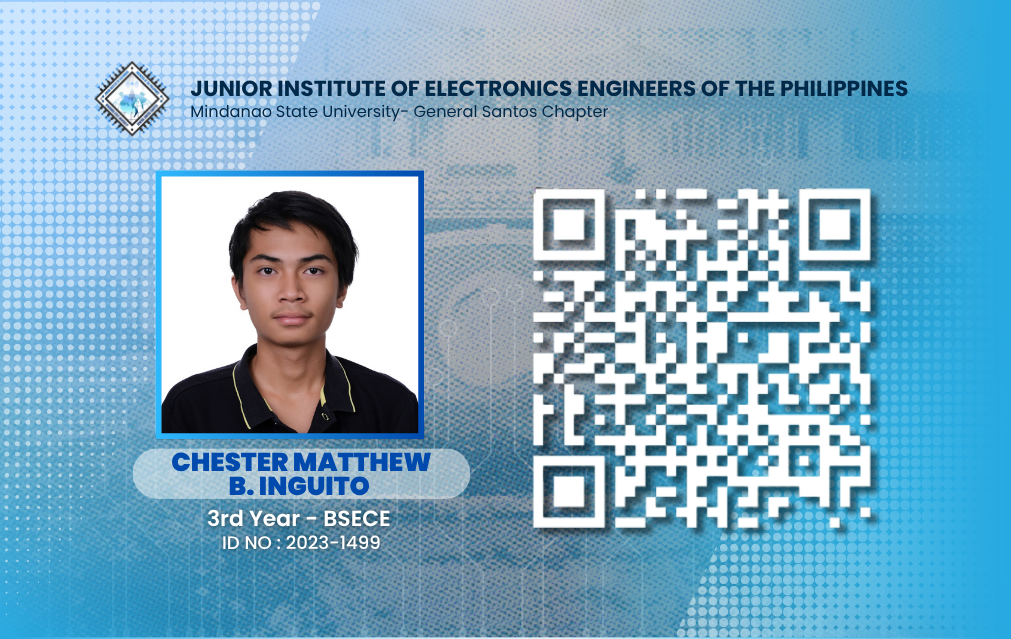 JUNIOR INSTITUTE OF ELECTRONICS ENGINEERS OF THE PHILIPPINES
Mindanao State University- General Santos Chapter
CHESTER MATTHEW
B. INGUITO
3rd Year - BSECE
ID NO : 2023-1499